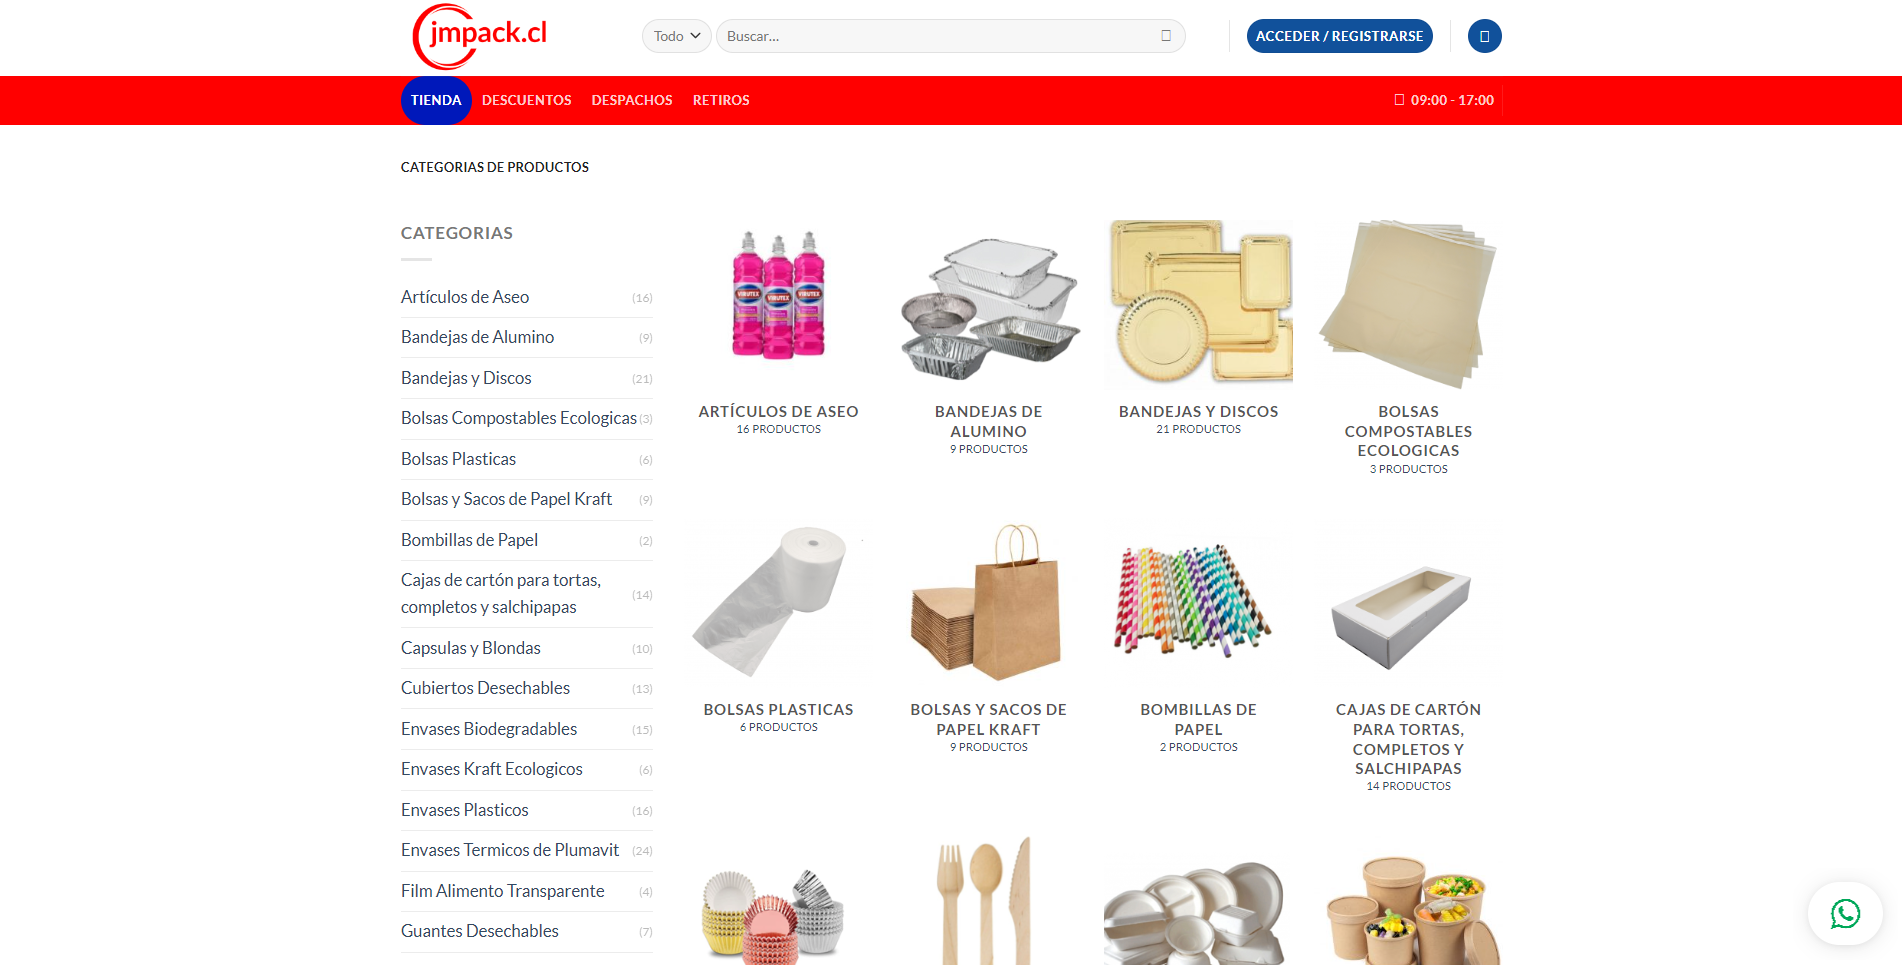 jmpack.cl
Todo
Buscar...
ACCEDER / REGISTRARSE
TIENDA
DESCUENTOS
DESPACHOS
RETIROS
09:00 - 17:00
CATEGORIAS DE PRODUCTOS
CATEGORIAS
Artículos de Aseo (16)
Bandejas de Alumino (9)
Bandejas y Discos (21)
Bolsas Compostables Ecologicas (3)
Bolsas Plasticas (6)
Bolsas y Sacos de Papel Kraft (9)
Bombillas de Papel (2)
Cajas de cartón para tortas,
completos y salchipapas (14)
Capsulas y Blondas (10)
Cubiertos Desechables (13)
Envases Biodegradables (15)
Envases Kraft Ecologicos (6)
Envases Plasticos (16)
Envases Termicos de Plumavit (24)
Film Alimento Transparente (4)
Guantes Desechables (7)
VIRUTEX
VIRUTEX
VIRUTEX
ARTÍCULOS DE ASEO
16 PRODUCTOS
BANDEJAS DE
ALUMINO
9 PRODUCTOS
BANDEJAS Y DISCOS
21 PRODUCTOS
BOLSAS
COMPOSTABLES
ECOLOGICAS
3 PRODUCTOS
BOLSAS PLASTICAS
6 PRODUCTOS
BOLSAS Y SACOS DE
PAPEL KRAFT
9 PRODUCTOS
BOMBILLAS DE
PAPEL
2 PRODUCTOS
CAJAS DE CARTÓN
PARA TORTAS,
COMPLETOS Y
SALCHIPAPAS
14 PRODUCTOS